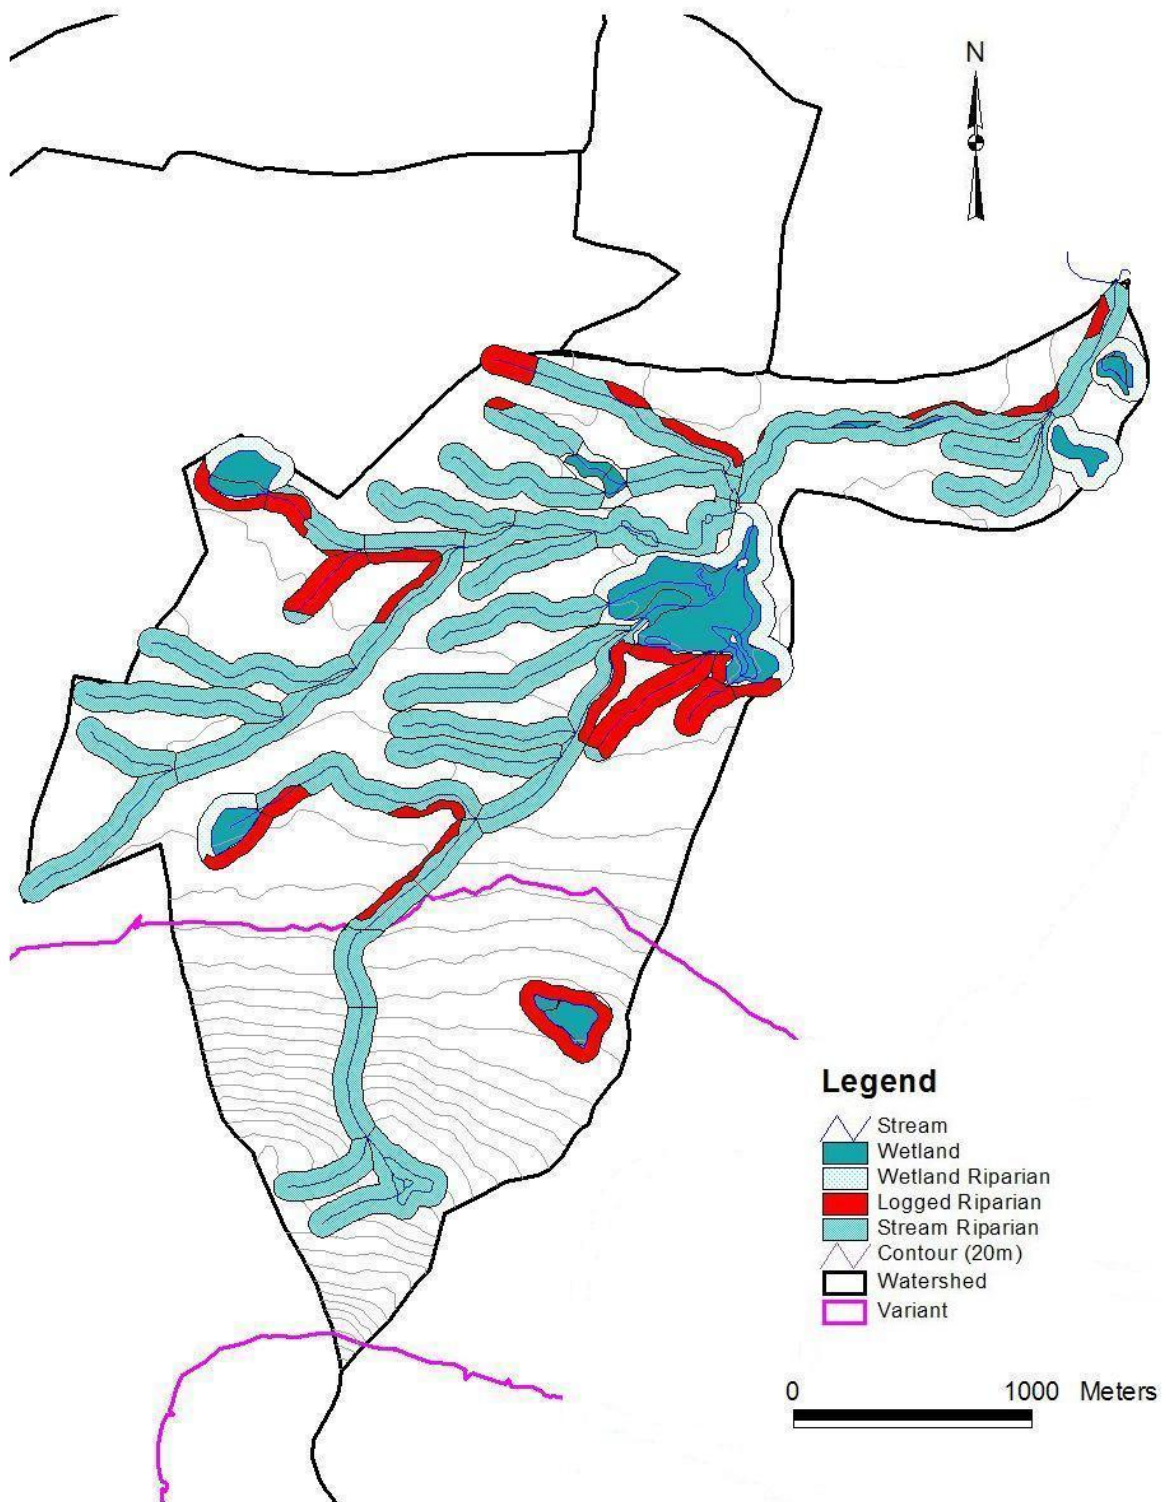 N
Legend
Stream
Wetland
Wetland Riparian
Logged Riparian
Stream Riparian
Contour (20m)
Watershed
Variant
0 1000 Meters